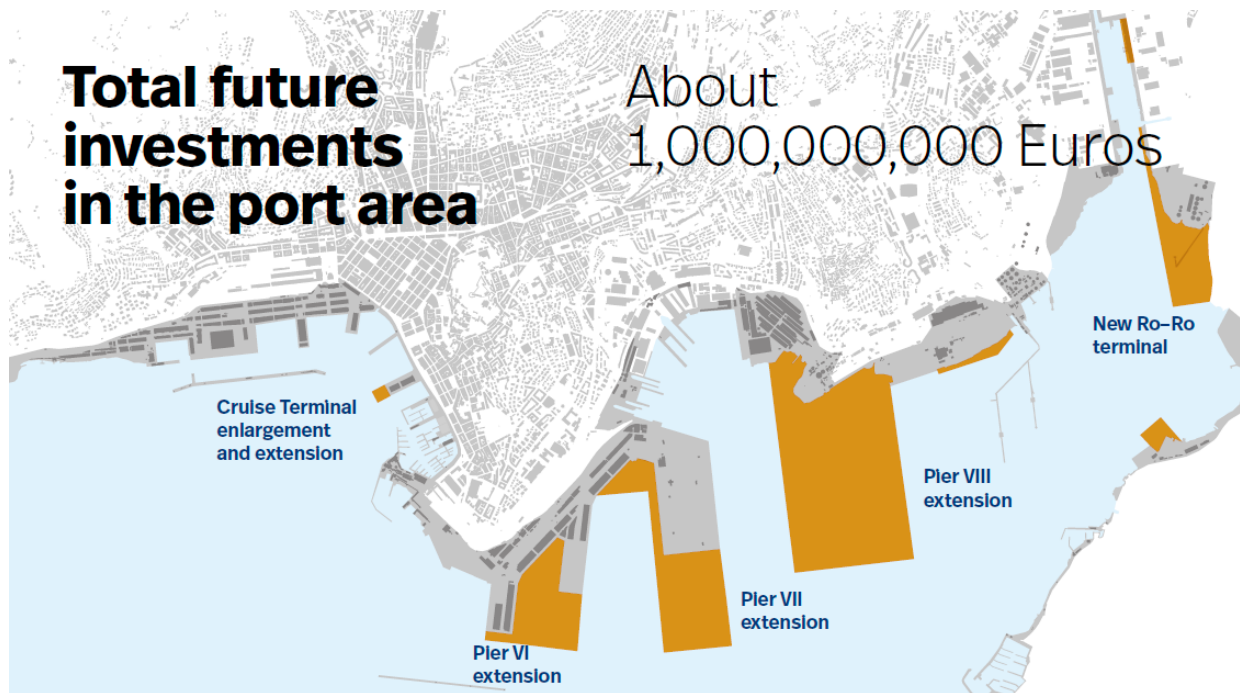 Total future
investments
in the port area
About
1,000,000,000 Euros
New Ro-Ro
terminal
Cruise Terminal
enlargement
and extension
Pier VIII
extension
Pier VII
extension
Pier VI
extension